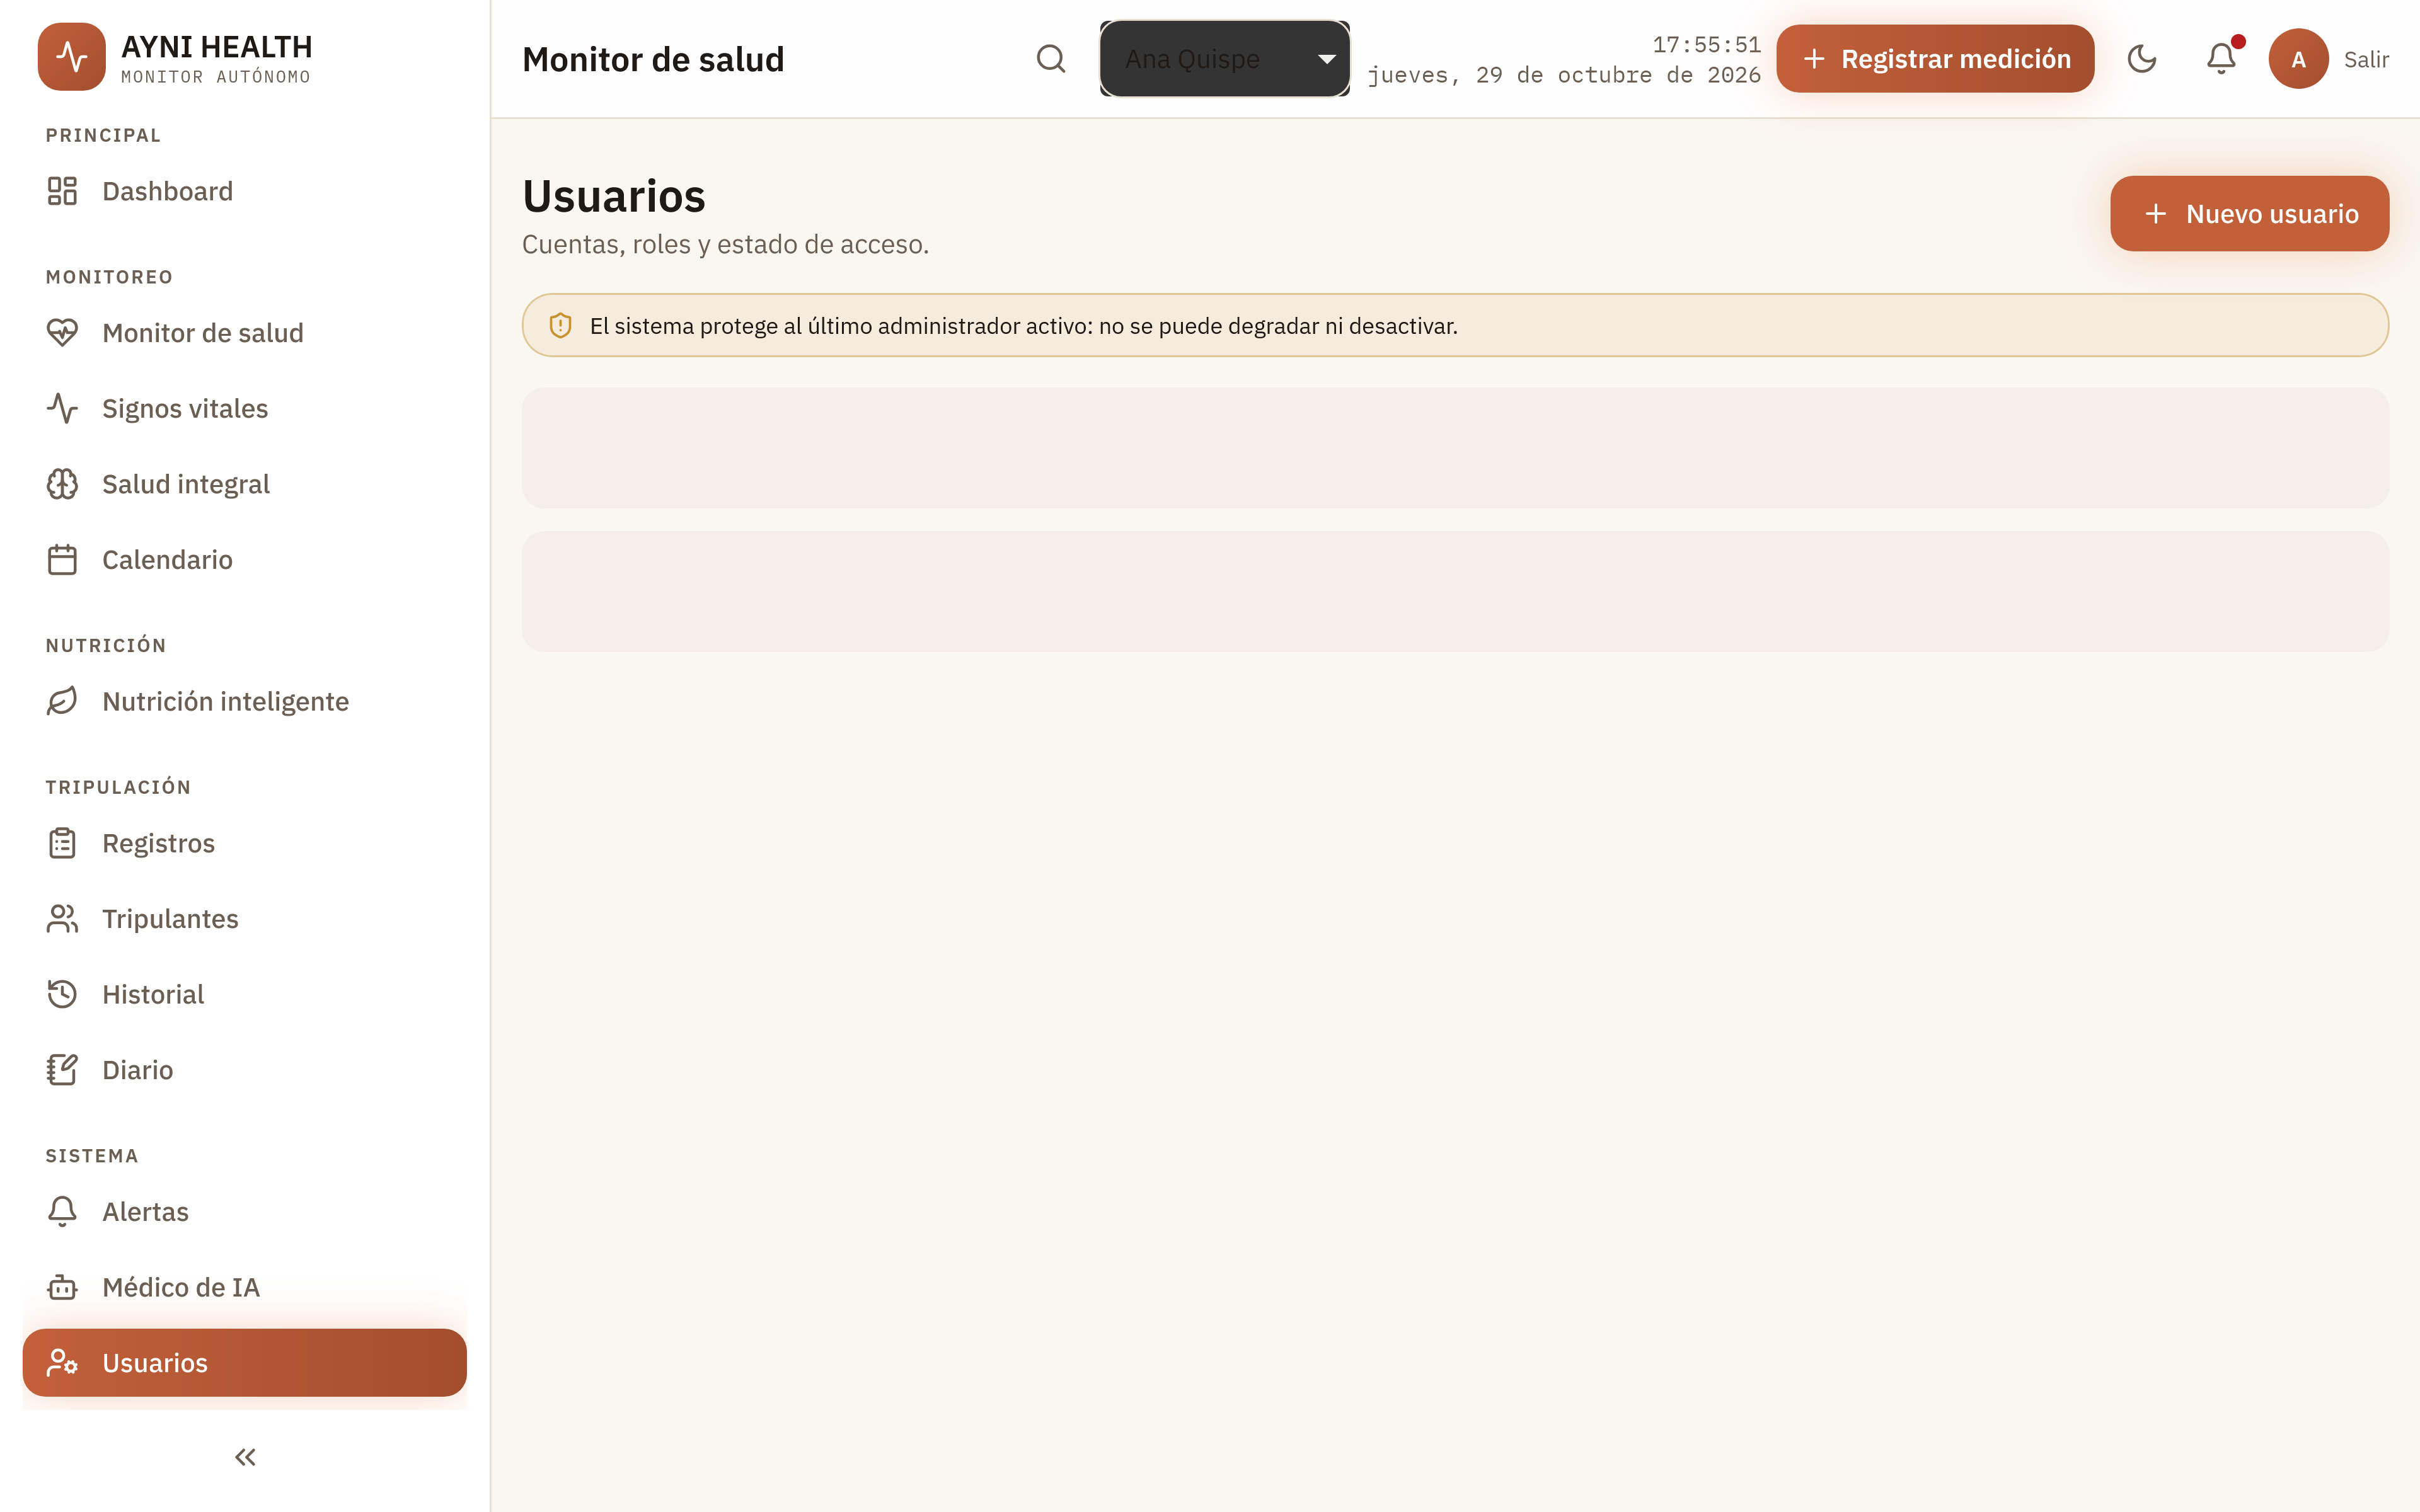 AYNI HEALTH
MONITOR AUTÓNOMO
PRINCIPAL
Dashboard
MONITOREO
Monitor de salud
Signos vitales
Salud integral
Calendario
NUTRICIÓN
Nutrición inteligente
TRIPULACIÓN
Registros
Tripulantes
Historial
Diario
SISTEMA
Alertas
Médico de IA
Usuarios
Monitor de salud
Ana Quispe
17:55:51
jueves, 29 de octubre de 2026
Registrar medición
A
Salir
Usuarios
Cuentas, roles y estado de acceso.
Nuevo usuario
El sistema protege al último administrador activo: no se puede degradar ni desactivar.